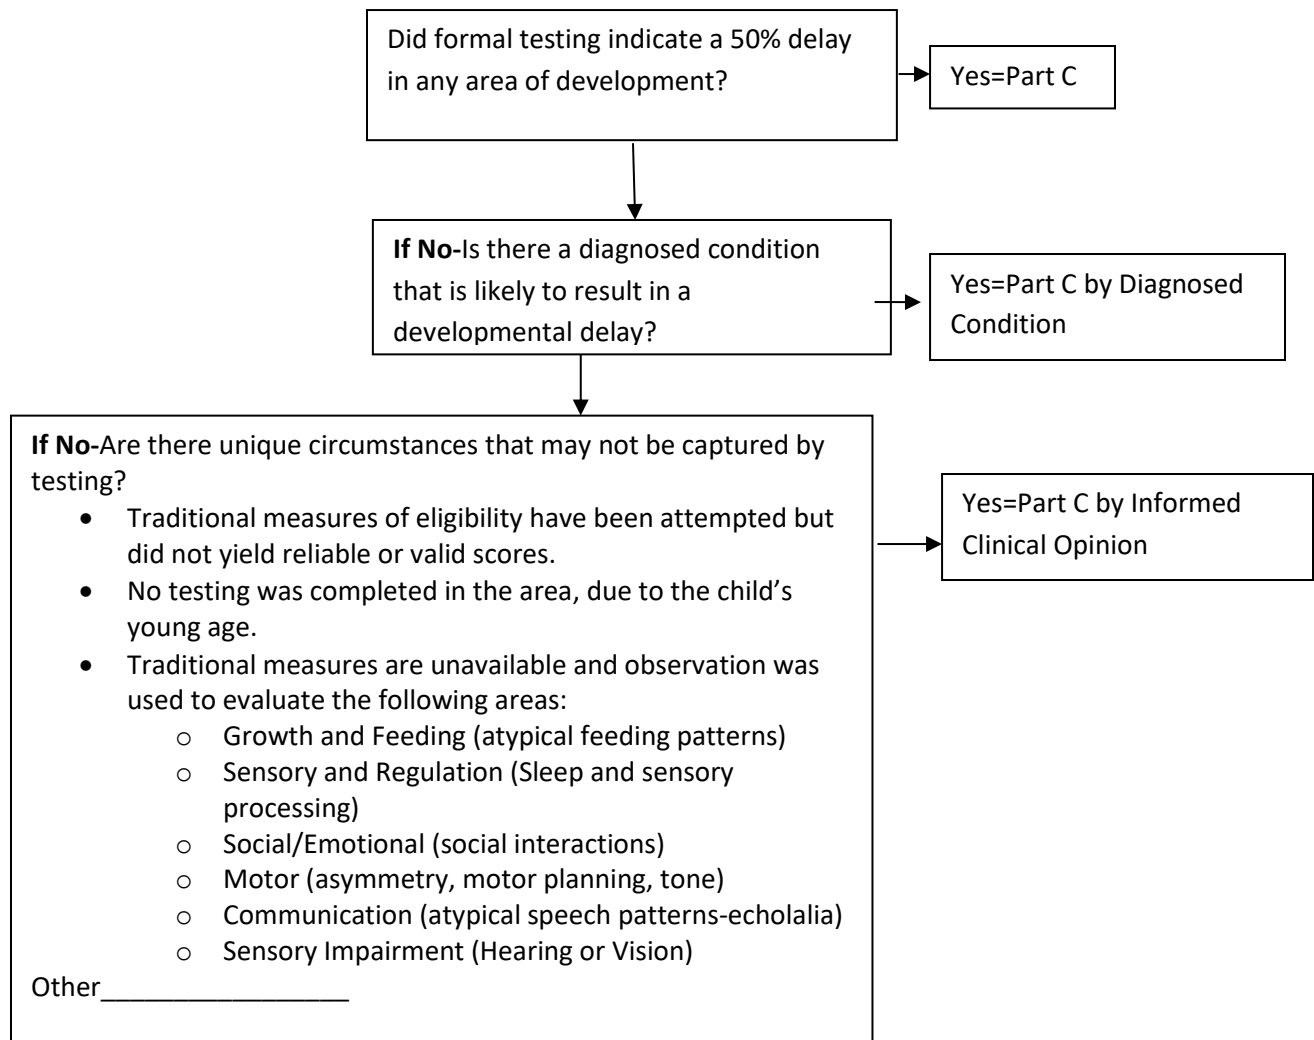 Did formal testing indicate a 50% delay
in any area of development?
Yes=Part C
If No-Is there a diagnosed condition
that is likely to result in a
developmental delay?
Yes=Part C by Diagnosed
Condition
If No-Are there unique circumstances that may not be captured by
testing?
• Traditional measures of eligibility have been attempted but
did not yield reliable or valid scores.
• No testing was completed in the area, due to the child’s
young age.
• Traditional measures are unavailable and observation was
used to evaluate the following areas:
o Growth and Feeding (atypical feeding patterns)
o Sensory and Regulation (Sleep and sensory
processing)
o Social/Emotional (social interactions)
o Motor (asymmetry, motor planning, tone)
o Communication (atypical speech patterns-echolalia)
o Sensory Impairment (Hearing or Vision)
Other_________________
Yes=Part C by Informed
Clinical Opinion